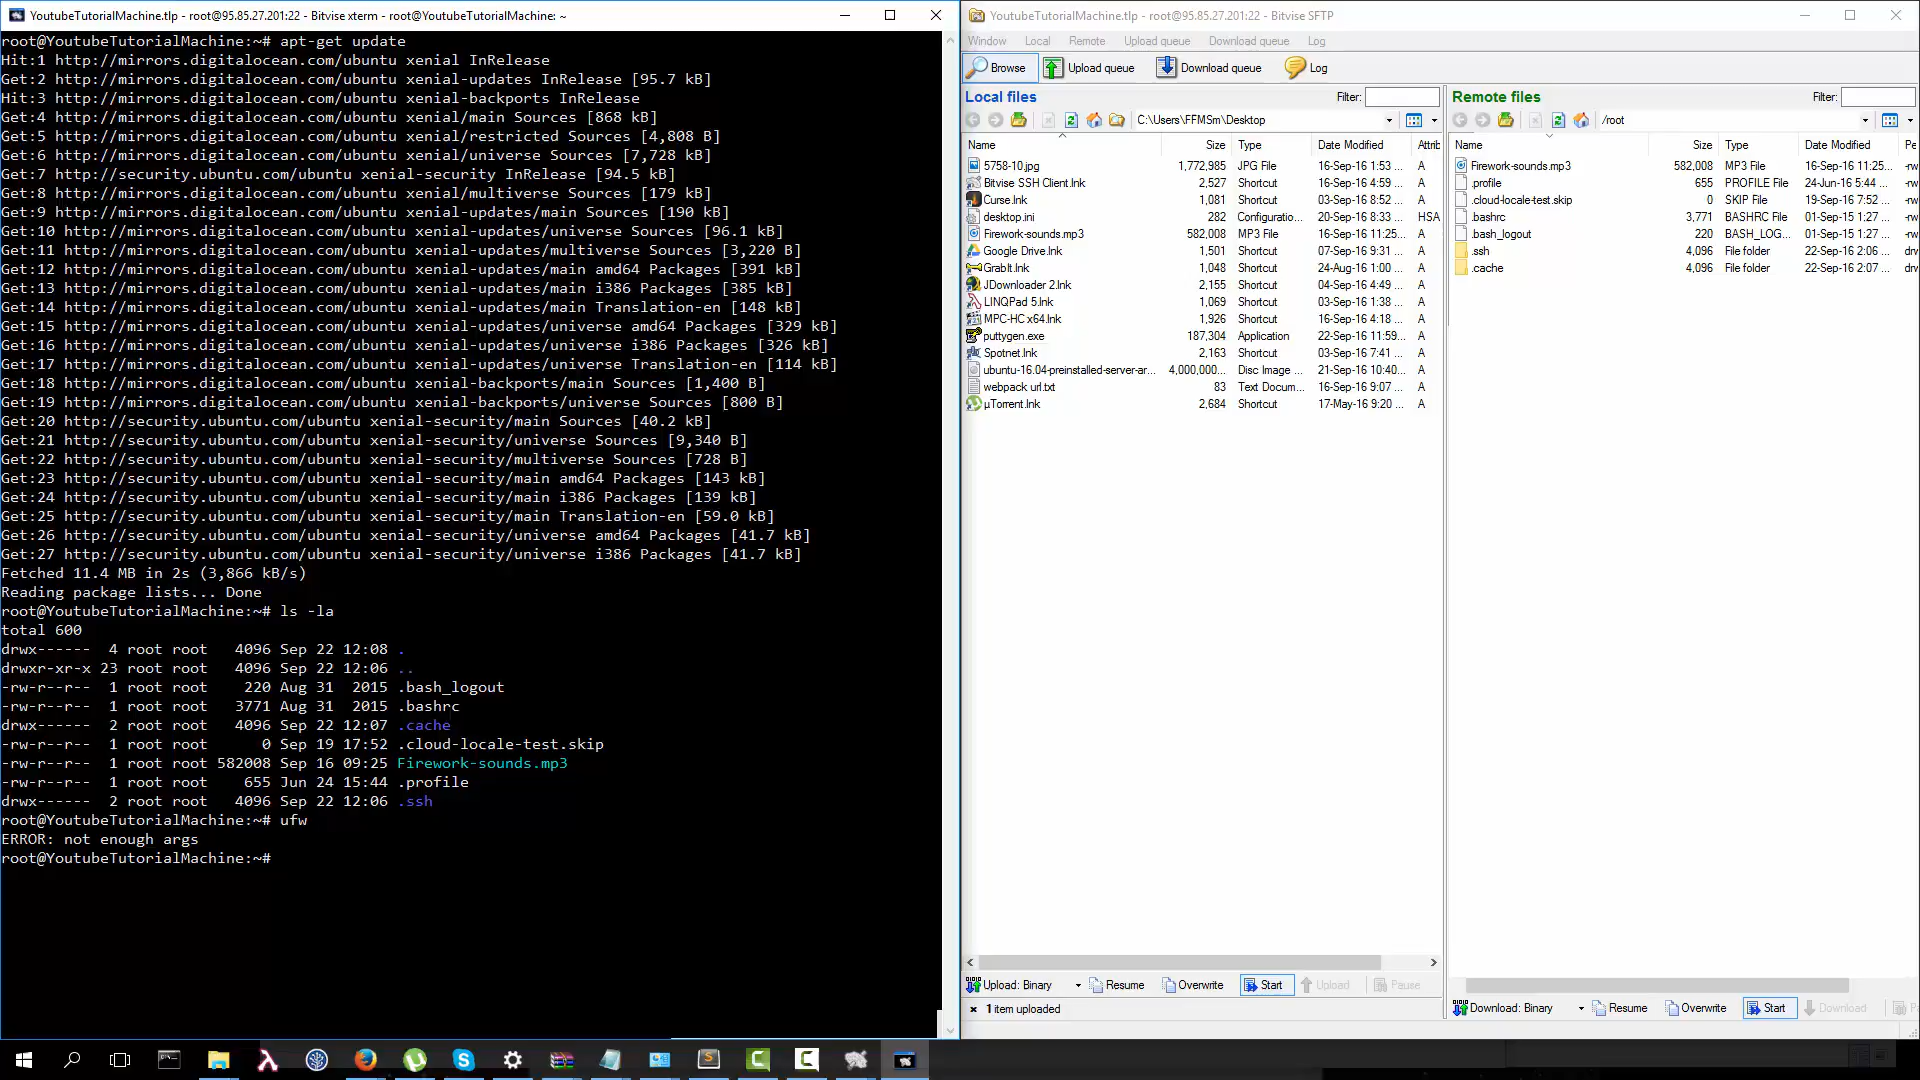 YoutubeTutorialMachine.tlp - root@95.85.27.201:22 - Bitvise xterm - root@YoutubeTutorialMachine: ~
root@YoutubeTutorialMachine:~# apt-get update
Hit:1 http://mirrors.digitalocean.com/ubuntu xenial InRelease
Get:2 http://mirrors.digitalocean.com/ubuntu xenial-updates InRelease [95.7 kB]
Hit:3 http://mirrors.digitalocean.com/ubuntu xenial-backports InRelease
Get:4 http://mirrors.digitalocean.com/ubuntu xenial/main Sources [868 kB]
Get:5 http://mirrors.digitalocean.com/ubuntu xenial/restricted Sources [4,808 B]
Get:6 http://mirrors.digitalocean.com/ubuntu xenial/universe Sources [7,728 kB]
Get:7 http://security.ubuntu.com/ubuntu xenial-security InRelease [94.5 kB]
Get:8 http://mirrors.digitalocean.com/ubuntu xenial/multiverse Sources [179 kB]
Get:9 http://mirrors.digitalocean.com/ubuntu xenial-updates/main Sources [190 kB]
Get:10 http://mirrors.digitalocean.com/ubuntu xenial-updates/universe Sources [96.1 kB]
Get:11 http://mirrors.digitalocean.com/ubuntu xenial-updates/multiverse Sources [3,220 B]
Get:12 http://mirrors.digitalocean.com/ubuntu xenial-updates/main amd64 Packages [391 kB]
Get:13 http://mirrors.digitalocean.com/ubuntu xenial-updates/main i386 Packages [385 kB]
Get:14 http://mirrors.digitalocean.com/ubuntu xenial-updates/main Translation-en [148 kB]
Get:15 http://mirrors.digitalocean.com/ubuntu xenial-updates/universe amd64 Packages [329 kB]
Get:16 http://mirrors.digitalocean.com/ubuntu xenial-updates/universe i386 Packages [326 kB]
Get:17 http://mirrors.digitalocean.com/ubuntu xenial-updates/universe Translation-en [114 kB]
Get:18 http://mirrors.digitalocean.com/ubuntu xenial-backports/main Sources [1,400 B]
Get:19 http://mirrors.digitalocean.com/ubuntu xenial-backports/universe Sources [800 B]
Get:20 http://security.ubuntu.com/ubuntu xenial-security/main Sources [40.2 kB]
Get:21 http://security.ubuntu.com/ubuntu xenial-security/universe Sources [9,340 B]
Get:22 http://security.ubuntu.com/ubuntu xenial-security/multiverse Sources [728 B]
Get:23 http://security.ubuntu.com/ubuntu xenial-security/main amd64 Packages [143 kB]
Get:24 http://security.ubuntu.com/ubuntu xenial-security/main i386 Packages [139 kB]
Get:25 http://security.ubuntu.com/ubuntu xenial-security/main Translation-en [59.0 kB]
Get:26 http://security.ubuntu.com/ubuntu xenial-security/universe amd64 Packages [41.7 kB]
Get:27 http://security.ubuntu.com/ubuntu xenial-security/universe i386 Packages [41.7 kB]
Fetched 11.4 MB in 2s (3,866 kB/s)
Reading package lists... Done
root@YoutubeTutorialMachine:~# ls -la
total 600
drwx------ 4 root root 4096 Sep 22 12:08 .
drwxr-xr-x 23 root root 4096 Sep 22 12:06 ..
-rw-r--r-- 1 root root 220 Aug 31 2015 .bash_logout
-rw-r--r-- 1 root root 3771 Aug 31 2015 .bashrc
drwx------ 2 root root 4096 Sep 22 12:07 .cache
-rw-r--r-- 1 root root 0 Sep 19 17:52 .cloud-locale-test.skip
-rw-r--r-- 1 root root 582008 Sep 16 09:25 Firework-sounds.mp3
-rw-r--r-- 1 root root 655 Jun 24 15:44 .profile
drwx------ 2 root root 4096 Sep 22 12:06 .ssh
root@YoutubeTutorialMachine:~# ufw
ERROR: not enough args
root@YoutubeTutorialMachine:~#
YoutubeTutorialMachine.tlp - root@95.85.27.201:22 - Bitvise SFTP
Window Local Remote Upload queue Download queue Log
Browse Upload queue Download queue Log
Local files Filter:
C:\Users\FFMSm\Desktop
Name Size Type Date Modified Attrib
5758-10.jpg 1,772,985 JPG File 16-Sep-16 1:53 ... A
Bitvise SSH Client.lnk 2,527 Shortcut 16-Sep-16 4:59 ... A
Curse.lnk 1,081 Shortcut 03-Sep-16 8:52 ... A
desktop.ini 282 Configuratio... 20-Sep-16 8:33 ... HSA
Firework-sounds.mp3 582,008 MP3 File 16-Sep-16 11:25... A
Google Drive.lnk 1,501 Shortcut 07-Sep-16 9:31 ... A
GrabIt.lnk 1,048 Shortcut 24-Aug-16 1:00 ... A
JDownloader 2.lnk 2,155 Shortcut 04-Sep-16 4:49 ... A
LINQPad 5.lnk 1,069 Shortcut 03-Sep-16 1:38 ... A
MPC-HC x64.lnk 1,926 Shortcut 16-Sep-16 4:18 ... A
puttygen.exe 187,304 Application 22-Sep-16 11:59... A
Spotnet.lnk 2,163 Shortcut 03-Sep-16 7:41 ... A
ubuntu-16.04-preinstalled-server-ar... 4,000,000... Disc Image ... 21-Sep-16 10:40... A
webpack url.txt 83 Text Docum... 16-Sep-16 9:07 ... A
µTorrent.lnk 2,684 Shortcut 17-May-16 9:20 ... A
Upload: Binary Resume Overwrite Start Upload Pause
1 item uploaded
Remote files Filter:
/root
Name Size Type Date Modified Pe
Firework-sounds.mp3 582,008 MP3 File 16-Sep-16 11:25... -rw
.profile 655 PROFILE File 24-Jun-16 5:44 ... -rw
.cloud-locale-test.skip 0 SKIP File 19-Sep-16 7:52 ... -rw
.bashrc 3,771 BASHRC File 01-Sep-15 1:27 ... -rw
.bash_logout 220 BASH_LOG... 01-Sep-15 1:27 ... -rw
.ssh 4,096 File folder 22-Sep-16 2:06 ... drw
.cache 4,096 File folder 22-Sep-16 2:07 ... drw
Download: Binary Resume Overwrite Start Download P